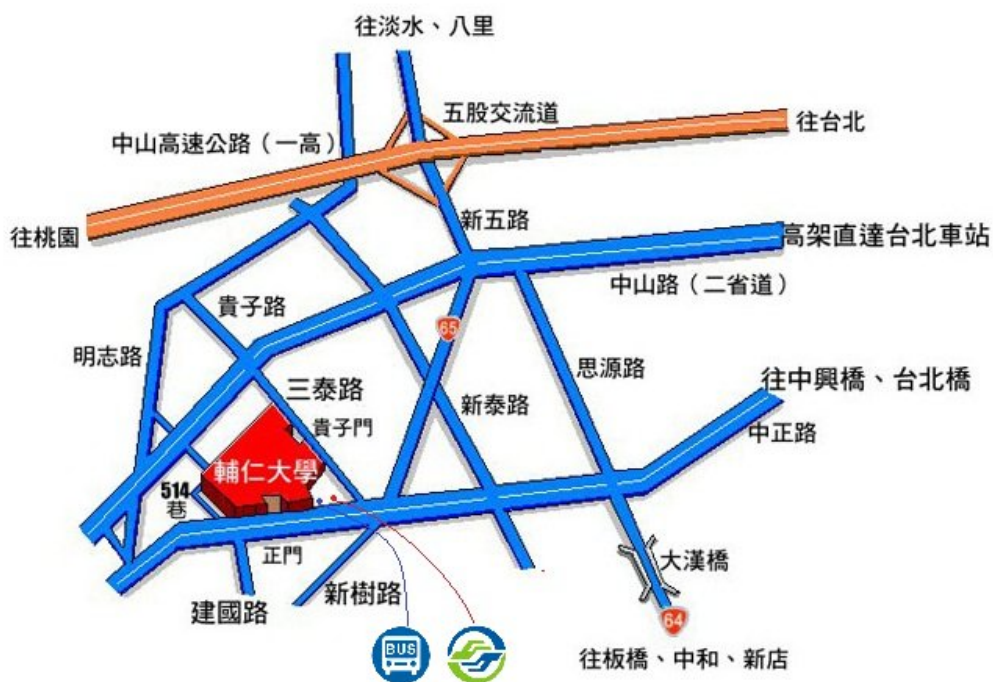 往淡水、八里
五股交流道
往台北
中山高速公路（一高）
新五路
往桃園
高架直達台北車站
中山路（二省道）
貴子路
65
明志路
思源路
三泰路
往中興橋、台北橋
新泰路
貴子門
中正路
輔仁大學
514
巷
正門
大漢橋
新樹路
建國路
64
BUS
往板橋、中和、新店